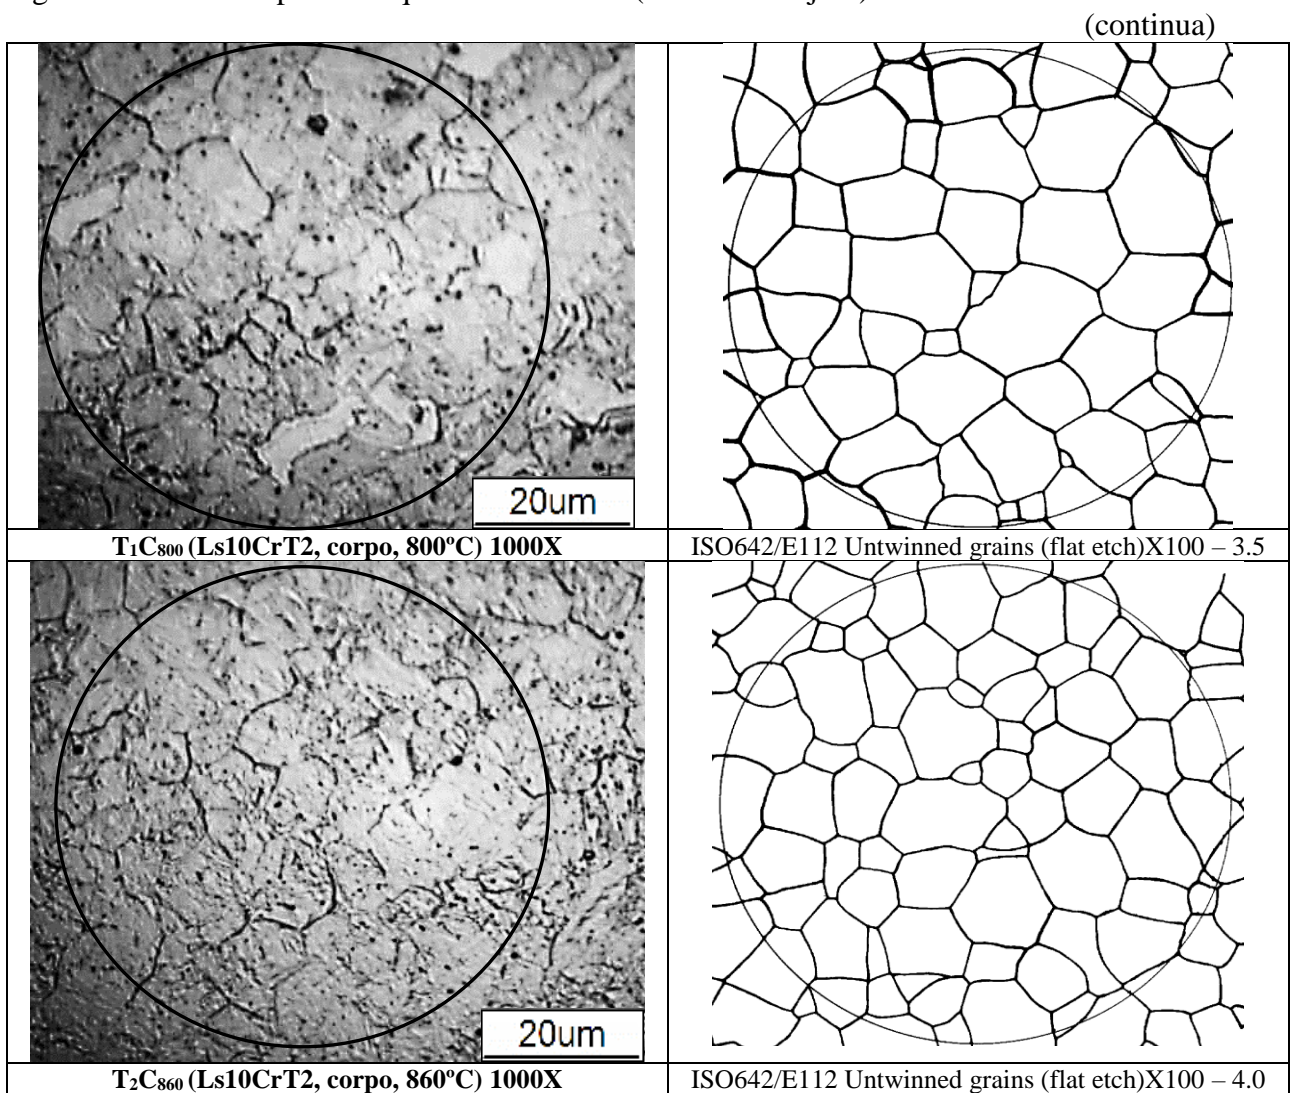 (continua)
20um
T₁C₈₀₀ (Ls10CrT2, corpo, 800ºC) 1000X
ISO642/E112 Untwinned grains (flat etch)X100 – 3.5
20um
T₂C₈₆₀ (Ls10CrT2, corpo, 860ºC) 1000X
ISO642/E112 Untwinned grains (flat etch)X100 – 4.0